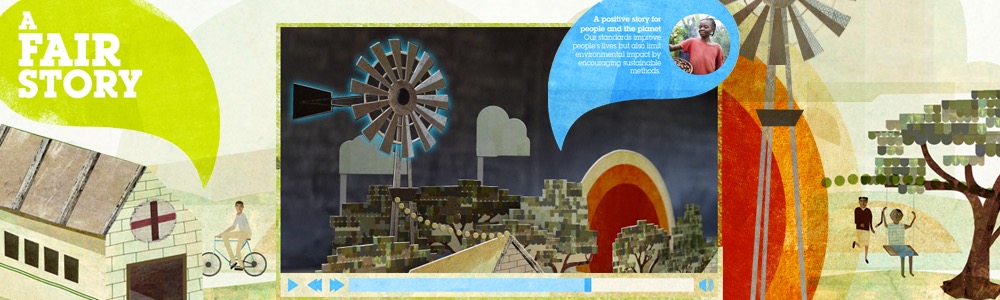 A
FAIR
STORY
A positive story for
people and the planet
Our standards improve
people's lives but also limit
environmental impact by
encouraging sustainable
methods.